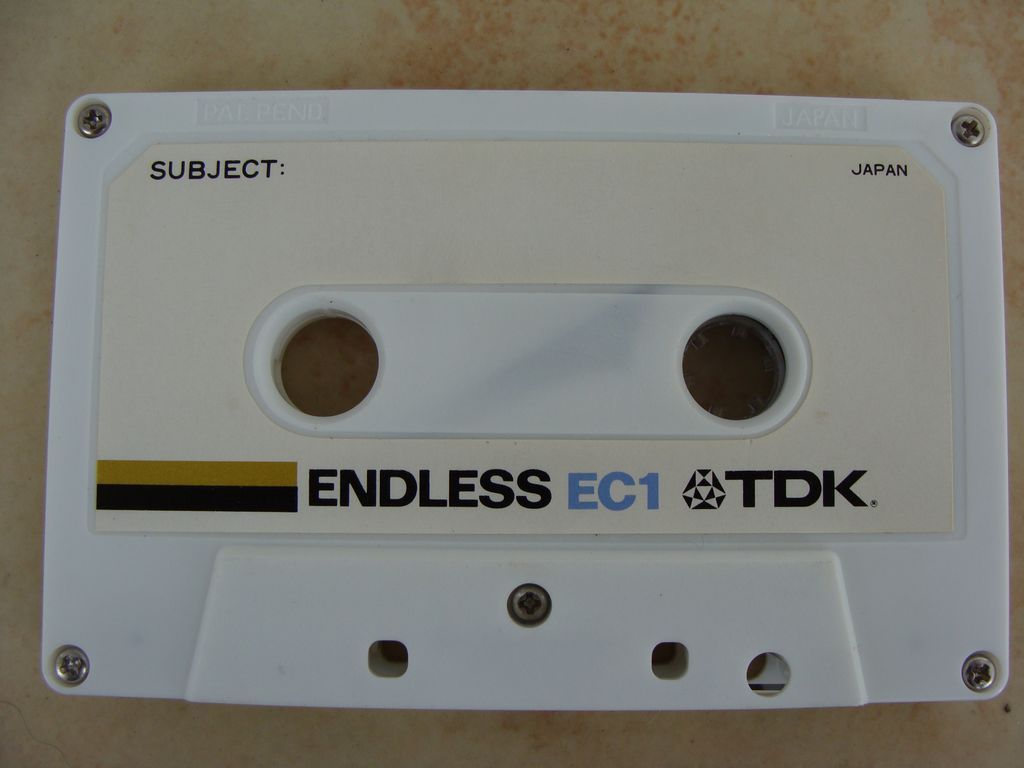 PAT. PEND JAPAN
SUBJECT: JAPAN
ENDLESS EC1 TDK®